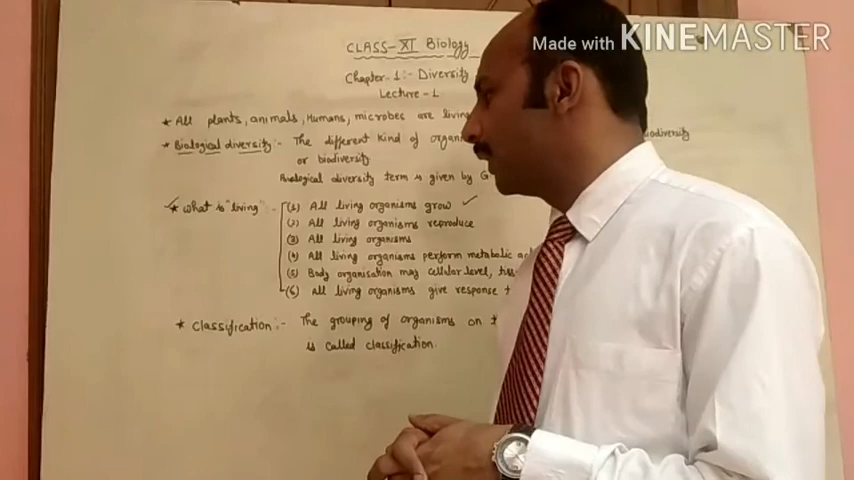 Made with KINEMASTER
CLASS-XI Biology
Chapter-1:- Diversity
Lecture-1
* All plants, animals, Humans, microbes are living
* Biological diversity:- The different kind of organ
or biodiversity
Biological diversity term is given by G
iodiversity
* what is "living":- (1) All living organisms grow ✓
(2) All living organisms reproduce
(3) All living organisms
(4) All living organisms perform metabolic ac
(5) Body organisation may cellular level, tis
(6) All living organisms give response t
* Classification:- The grouping of organisms on
is called classification.